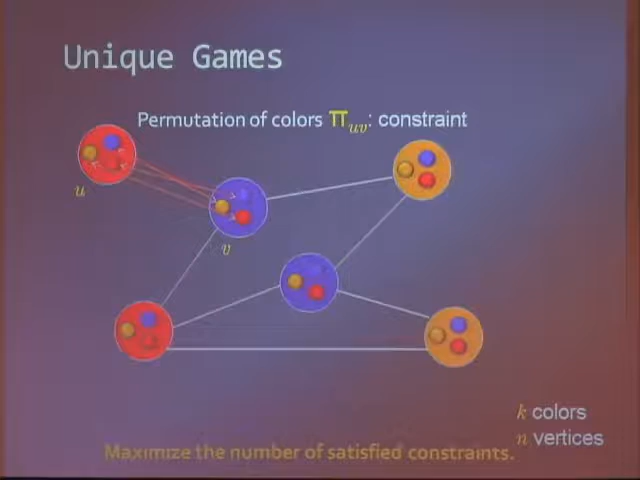 Unique Games
Permutation of colors π_uv: constraint
u
v
k colors
n vertices
Maximize the number of satisfied constraints.